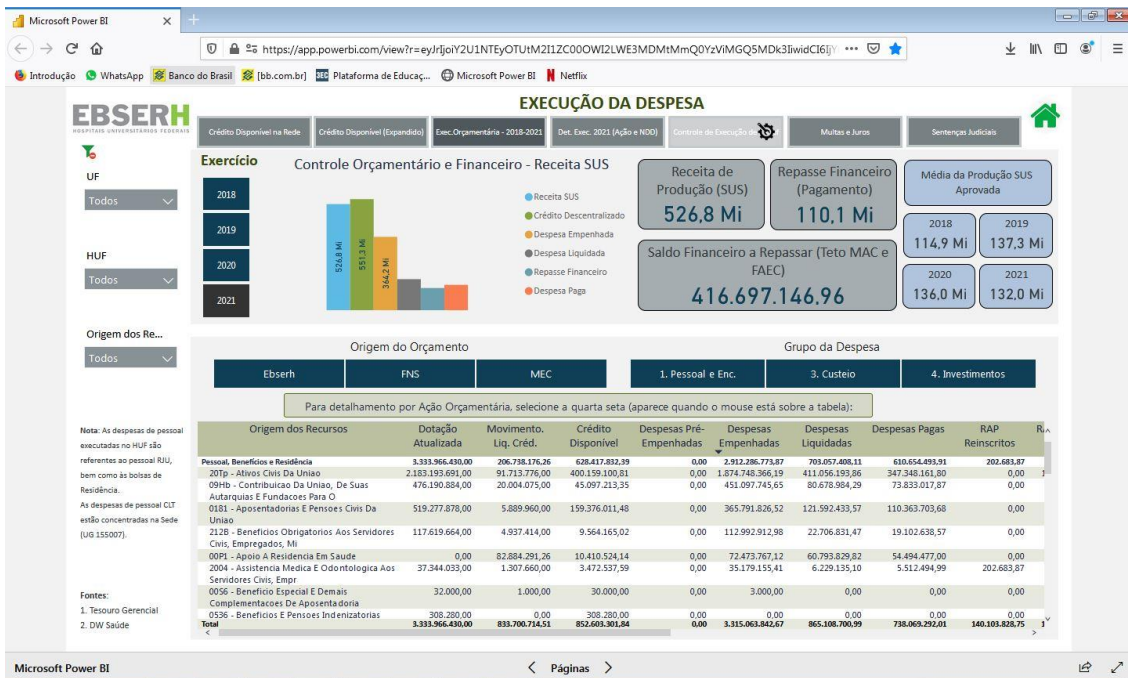 Microsoft Power BI
https://app.powerbi.com/view?r=
Introdução WhatsApp Banco do Brasil [bb.com.br] Plataforma de Educaç... Microsoft Power BI Netflix
EBSERH
HOSPITAIS UNIVERSITÁRIOS FEDERAIS
EXECUÇÃO DA DESPESA
Crédito Disponível na Rede Crédito Disponível (Expandido) Exec.Orçamentária - 2018-2021 Det. Exec. 2021 (Ação e NDD) Controle de Execução de Multas e Juros Sentenças Judiciais
UF
Todos
HUF
Todos
Origem dos Re...
Todos
Exercício
2018
2019
2020
2021
Controle Orçamentário e Financeiro - Receita SUS
526,8 Mi
551,3 Mi
364,2 Mi
Receita SUS
Crédito Descentralizado
Despesa Empenhada
Despesa Liquidada
Repasse Financeiro
Despesa Paga
Receita de
Produção (SUS)
526,8 Mi
Repasse Financeiro
(Pagamento)
110,1 Mi
Saldo Financeiro a Repassar (Teto MAC e
FAEC)
416.697.146,96
Média da Produção SUS
Aprovada
2018
114,9 Mi
2019
137,3 Mi
2020
136,0 Mi
2021
132,0 Mi
Origem do Orçamento
Ebserh FNS MEC
Grupo da Despesa
1. Pessoal e Enc. 3. Custeio 4. Investimentos
Para detalhamento por Ação Orçamentária, selecione a quarta seta (aparece quando o mouse está sobre a tabela):
Origem dos Recursos Dotação Movimento. Crédito Despesas Pré- Despesas Despesas Despesas Pagas RAP
Atualizada Liq. Créd. Disponível Empenhadas Empenhadas Liquidadas Reinscritos
Pessoal, Benefícios e Residência 3.333.966.430,00 206.738.176,26 628.417.832,39 0,00 2.912.286.773,87 703.057.408,11 610.654.493,91 202.683,87
20Tp - Ativos Civis Da União 2.183.193.691,00 91.713.776,00 400.159.100,81 0,00 1.874.748.366,19 411.056.193,86 347.348.161,80 0,00
09Hb - Contribuicao Da Uniao, De Suas 476.190.884,00 20.004.075,00 45.097.213,35 0,00 451.097.745,65 80.678.984,29 73.833.017,87 0,00
Autarquias E Fundacoes Para O
0181 - Aposentadorias E Pensoes Civis Da 519.277.878,00 5.889.960,00 159.376.011,48 0,00 365.791.826,52 121.592.433,57 110.363.703,68 0,00
Uniao
212B - Beneficios Obrigatorios Aos Servidores 117.619.664,00 4.937.414,00 9.564.165,02 0,00 112.992.912,98 22.706.831,47 19.102.638,57 0,00
Civis, Empregados, Mi
00P1 - Apoio A Residencia Em Saude 0,00 82.884.291,26 10.410.524,14 0,00 72.473.767,12 60.793.829,82 54.494.477,00 0,00
2004 - Assistencia Medica E Odontologica Aos 37.344.033,00 1.307.660,00 3.472.537,59 0,00 35.179.155,41 6.229.135,10 5.512.494,99 202.683,87
Servidores Civis, Empr
0056 - Beneficio Especial E Demais 32.000,00 1.000,00 30.000,00 0,00 3.000,00 0,00 0,00 0,00
Complementacoes De Aposentadoria
0536 - Beneficios E Pensoes Indenizatorias 308.280,00 0,00 308.280,00 0,00 0,00 0,00 0,00 0,00
Total 3.333.966.430,00 833.700.714,51 852.603.301,84 0,00 3.315.063.842,67 865.108.700,99 738.069.292,01 140.103.828,75
Nota: As despesas de pessoal
executadas no HUF são
referentes ao pessoal RJU,
bem como às bolsas de
Residência.
As despesas de pessoal CLT
estão concentradas na Sede
(UG 155007).
Fontes:
1. Tesouro Gerencial
2. DW Saúde
Microsoft Power BI
Páginas